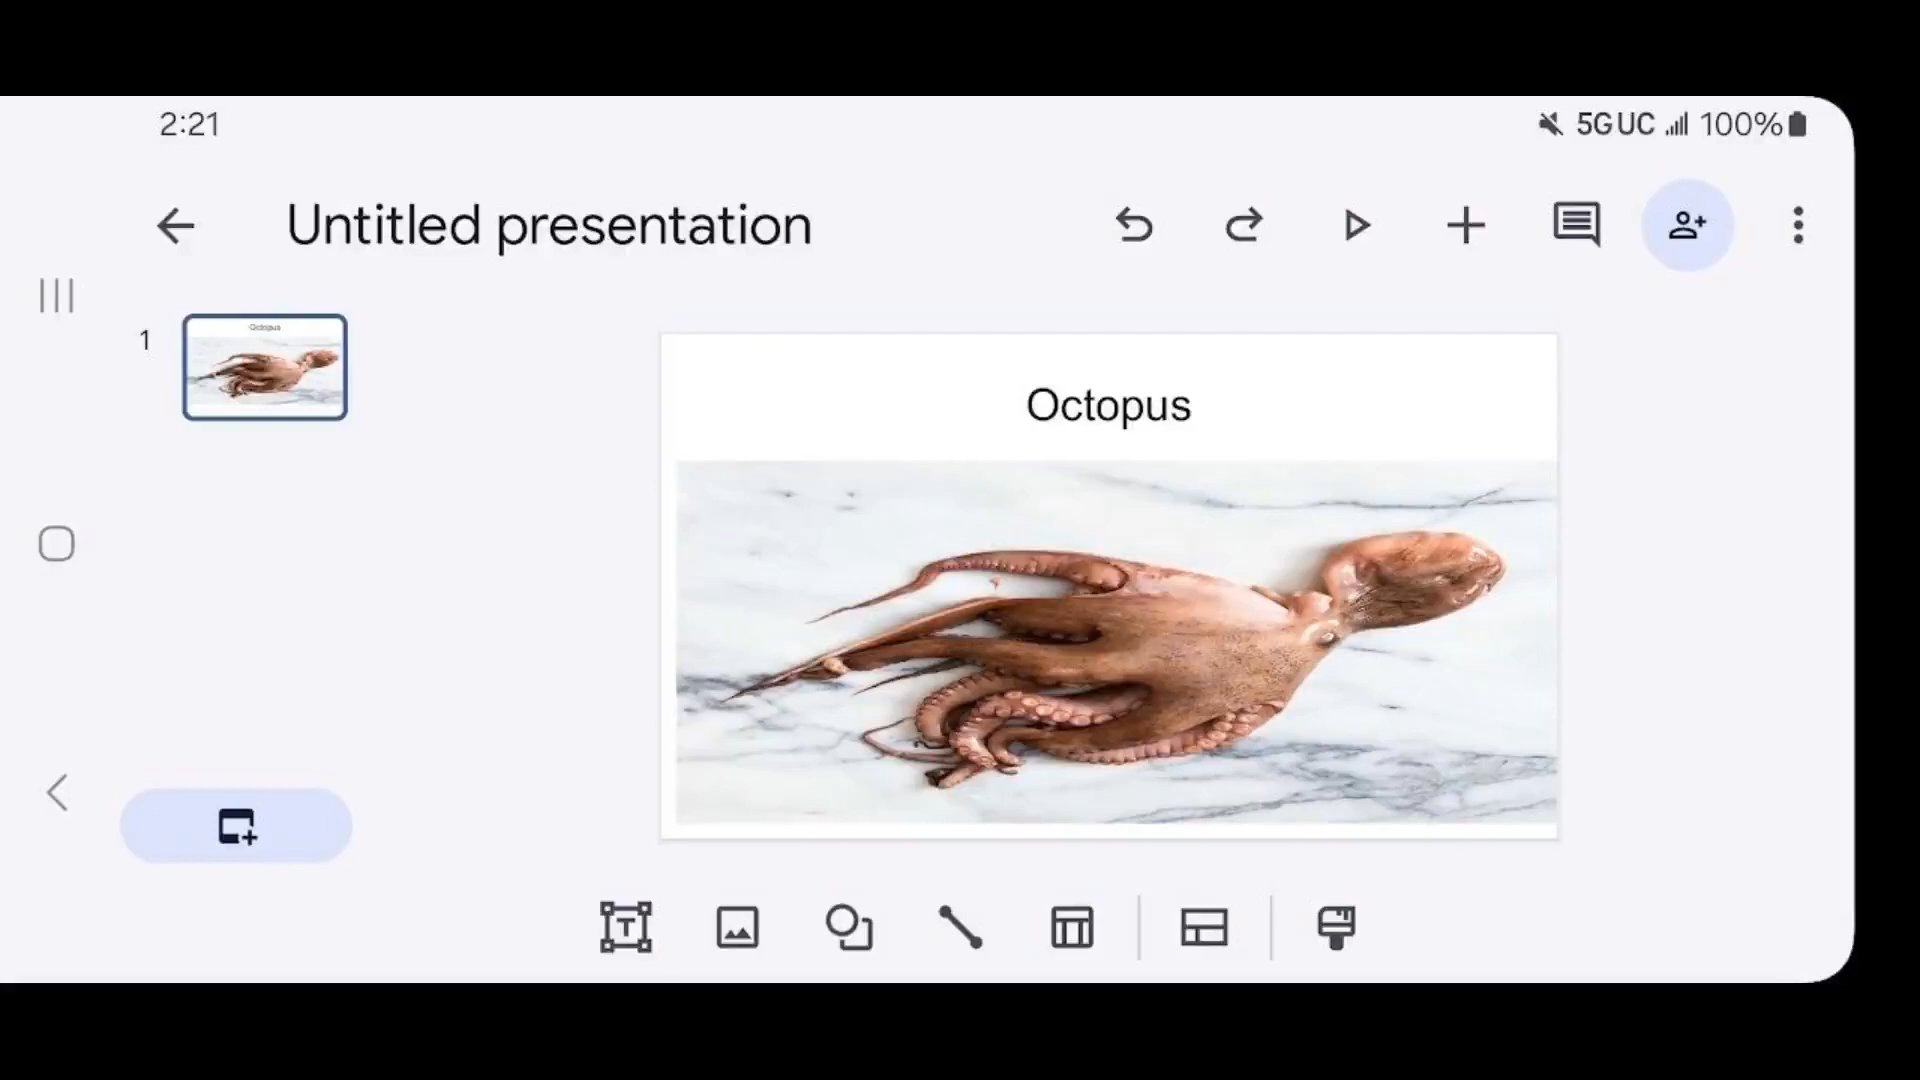 2:21
5G UC 100%
Untitled presentation
1
Octopus
Octopus